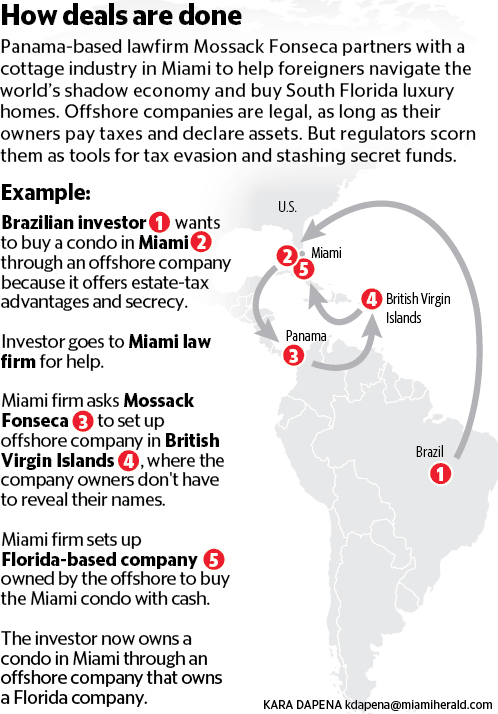 How deals are done
Panama-based lawfirm Mossack Fonseca partners with a
cottage industry in Miami to help foreigners navigate the
world's shadow economy and buy South Florida luxury
homes. Offshore companies are legal, as long as their
owners pay taxes and declare assets. But regulators scorn
them as tools for tax evasion and stashing secret funds.
Example:
Brazilian investor 1 wants
to buy a condo in Miami 2
through an offshore company
because it offers estate-tax
advantages and secrecy.
Investor goes to Miami law
firm for help.
Miami firm asks Mossack
Fonseca 3 to set up
offshore company in British
Virgin Islands 4, where the
company owners don't have
to reveal their names.
Miami firm sets up
Florida-based company 5
owned by the offshore to buy
the Miami condo with cash.
The investor now owns a
condo in Miami through an
offshore company that owns
a Florida company.
U.S.
2 Miami
5
4 British Virgin
Islands
Panama
3
Brazil
1
KARA DAPENA kdapena@miamiherald.com